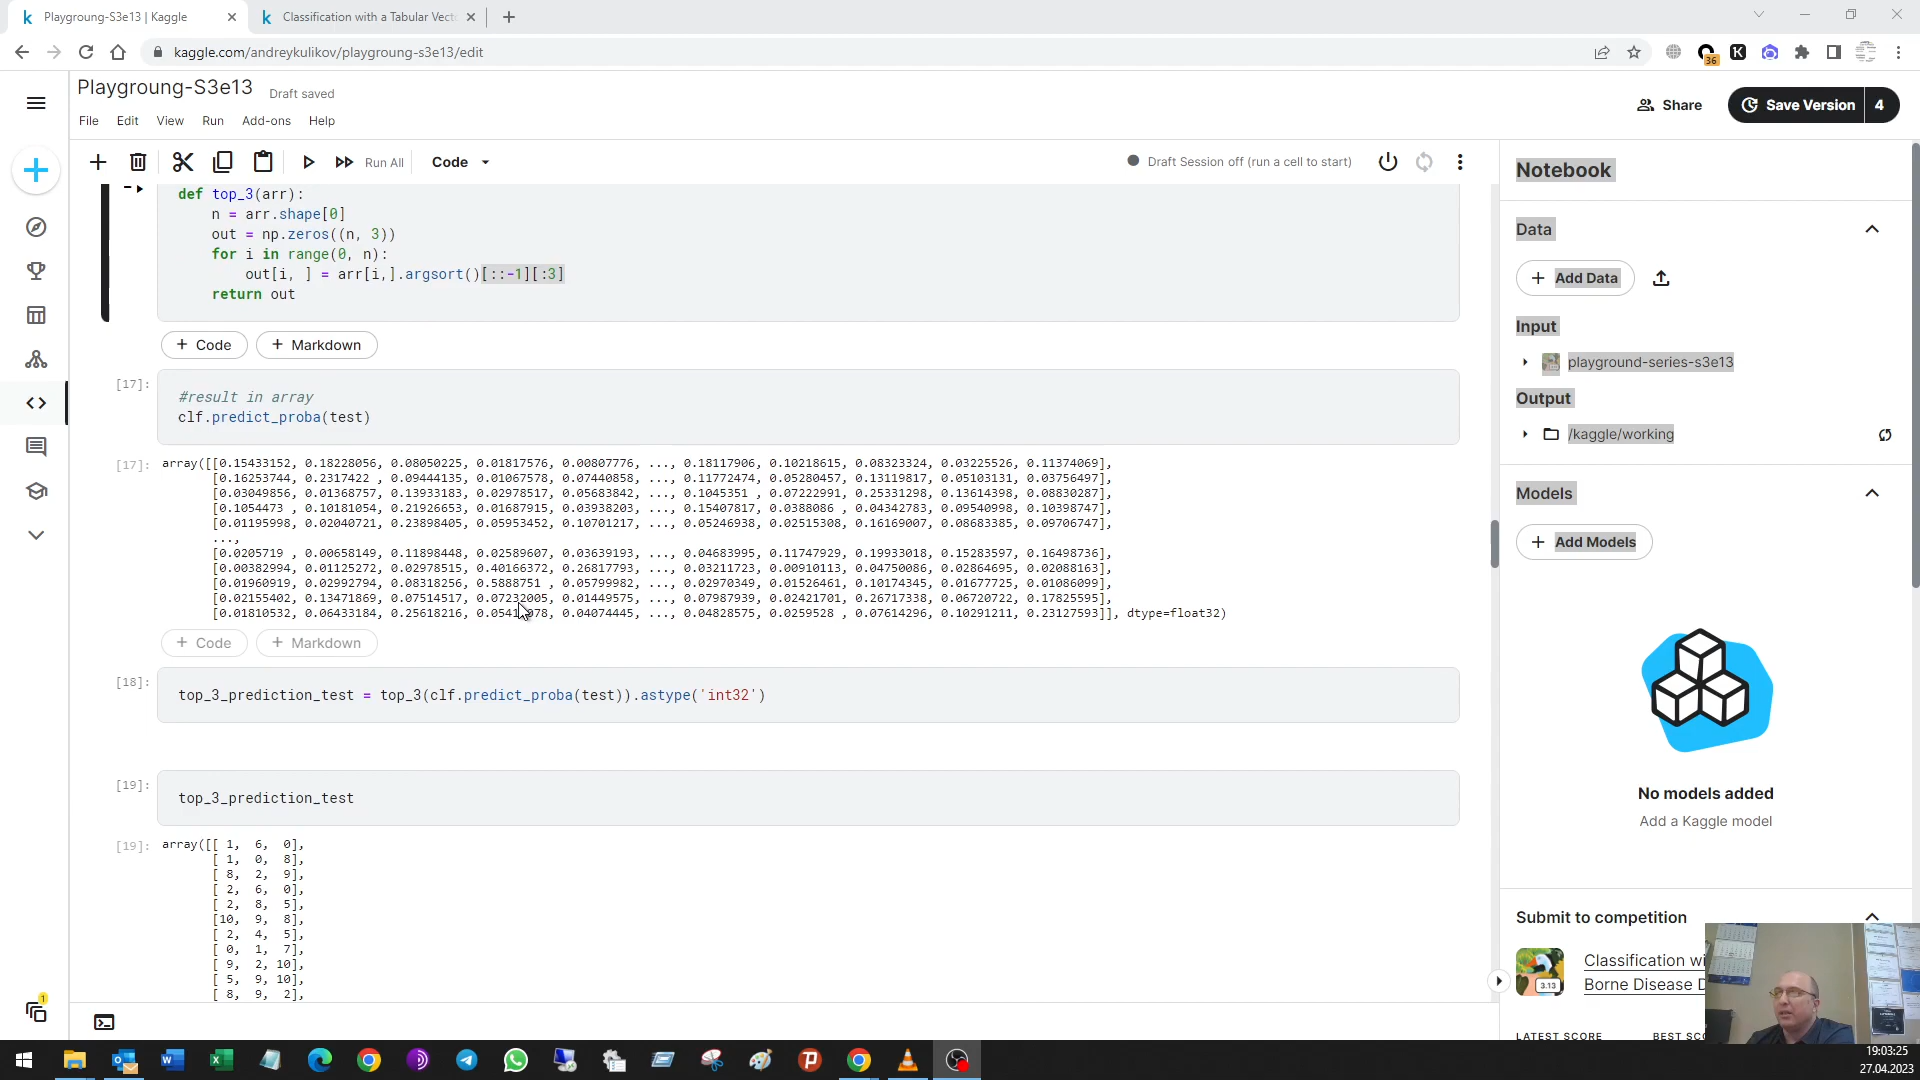 Playgroung-S3e13 | Kaggle
Classification with a Tabular Vecto
kaggle.com/andreykulikov/playgroung-s3e13/edit
36
Playgroung-S3e13
Draft saved
Share
Save Version
4
File
Edit
View
Run
Add-ons
Help
Run All
Code
Draft Session off (run a cell to start)
def top_3(arr):
n = arr.shape[0]
out = np.zeros((n, 3))
for i in range(0, n):
out[i, ] = arr[i,].argsort()[::-1][:3]
return out
+ Code
+ Markdown
[17]:
#result in array
clf.predict_proba(test)
[17]:
array([[0.15433152, 0.18228056, 0.08050225, 0.01817576, 0.00807776, ..., 0.18117906, 0.10218615, 0.08323324, 0.03225526, 0.11374069],
[0.16253744, 0.2317422 , 0.09444135, 0.01067578, 0.07440858, ..., 0.11772474, 0.05280457, 0.13119817, 0.05103131, 0.03756497],
[0.03049856, 0.01368757, 0.13933183, 0.02978517, 0.05683842, ..., 0.1045351 , 0.07222991, 0.25331298, 0.13614398, 0.08830287],
[0.1054473 , 0.10181054, 0.21926653, 0.01687915, 0.03938203, ..., 0.15407817, 0.0388086 , 0.04342783, 0.09540998, 0.10398747],
[0.01195998, 0.02040721, 0.23898405, 0.05953452, 0.10701217, ..., 0.05246938, 0.02515308, 0.16169007, 0.08683385, 0.09706747],
...,
[0.0205719 , 0.00658149, 0.11898448, 0.02589607, 0.03639193, ..., 0.04683995, 0.11747929, 0.19933018, 0.15283597, 0.16498736],
[0.00382994, 0.01125272, 0.02978515, 0.40166372, 0.26817793, ..., 0.03211723, 0.00910113, 0.04750086, 0.02864695, 0.02088163],
[0.01960919, 0.02992794, 0.08318256, 0.5888751 , 0.05799982, ..., 0.02970349, 0.01526461, 0.10174345, 0.01677725, 0.01086099],
[0.02155402, 0.13471869, 0.07514517, 0.07232005, 0.01449575, ..., 0.07987939, 0.02421701, 0.26717338, 0.06720722, 0.17825595],
[0.01810532, 0.06433184, 0.25618216, 0.04074445, ..., 0.04828575, 0.0259528 , 0.07614296, 0.10291211, 0.23127593]], dtype=float32)
+ Code
+ Markdown
[18]:
top_3_prediction_test = top_3(clf.predict_proba(test)).astype('int32')
[19]:
top_3_prediction_test
[19]:
array([[ 1, 6, 0],
[ 1, 0, 8],
[ 8, 2, 9],
[ 2, 6, 0],
[ 2, 8, 5],
[10, 9, 8],
[ 2, 4, 5],
[ 0, 1, 7],
[ 9, 2, 10],
[ 5, 9, 10],
[ 8, 9, 2],
Notebook
Data
+ Add Data
Input
playground-series-s3e13
Output
/kaggle/working
Models
+ Add Models
No models added
Add a Kaggle model
Submit to competition
3.13
Classification wi
Borne Disease
LATEST SCORE
BEST SC
1
19:03:25
27.04.2023